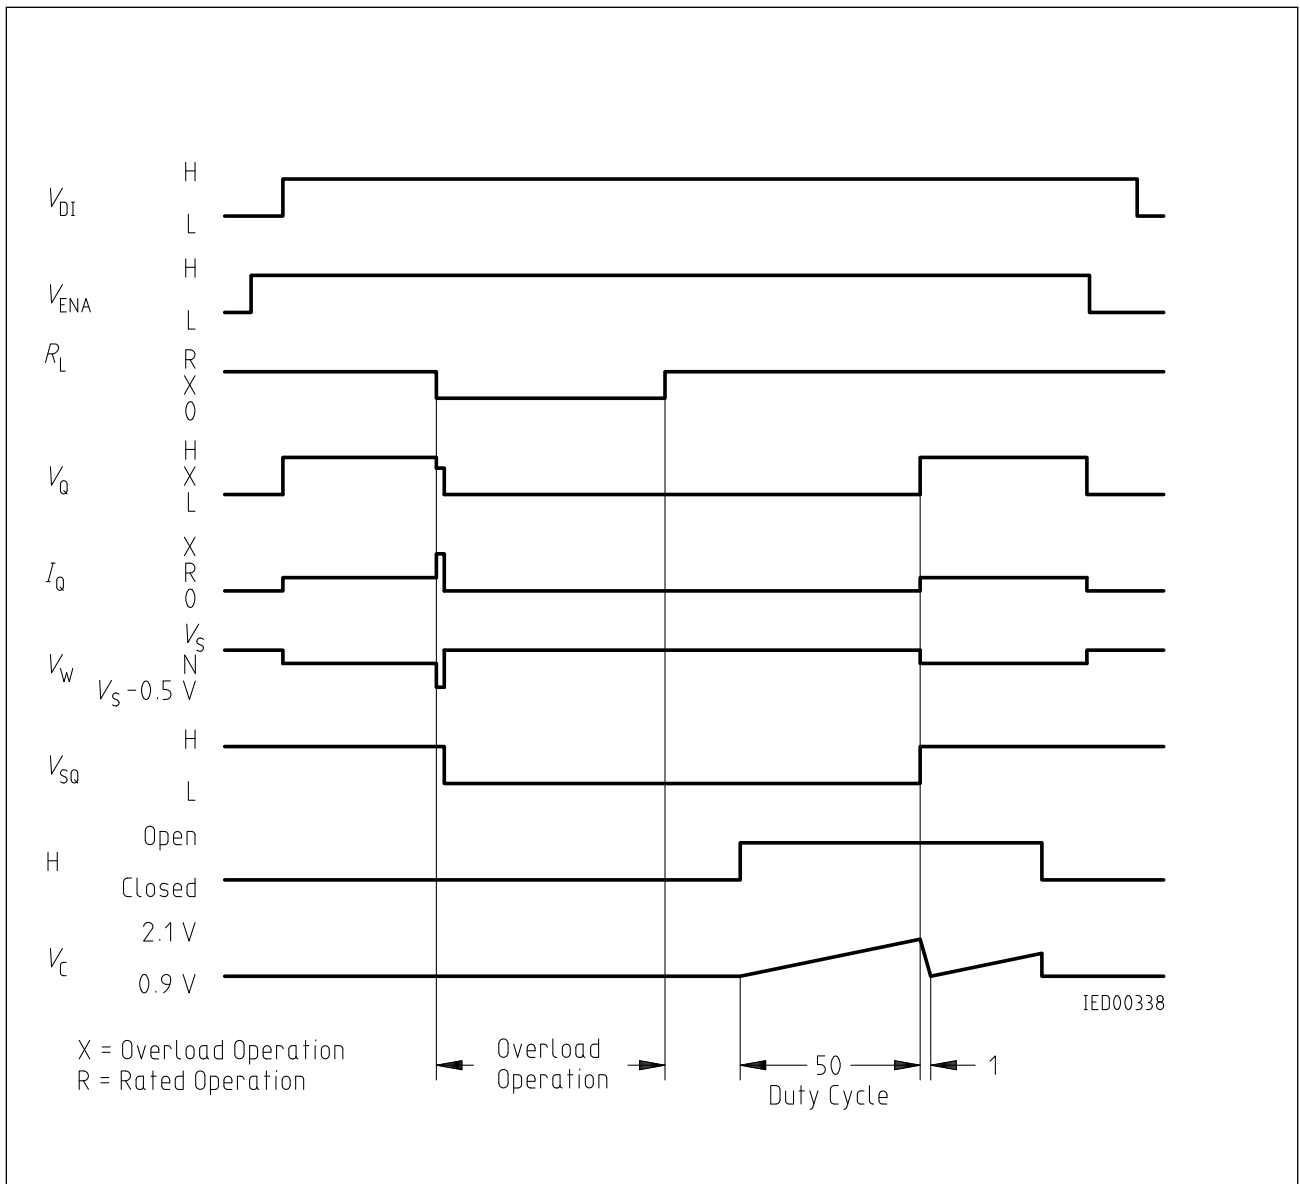 H
V_DI
L
H
V_ENA
L
R_L
R
X
0
H
V_Q
X
L
X
I_Q
R
0
V_S
V_W
N
V_S -0.5 V
H
V_SQ
L
Open
H
Closed
2.1 V
V_C
0.9 V
IED00338
X = Overload Operation
R = Rated Operation
Overload
Operation
50
1
Duty Cycle